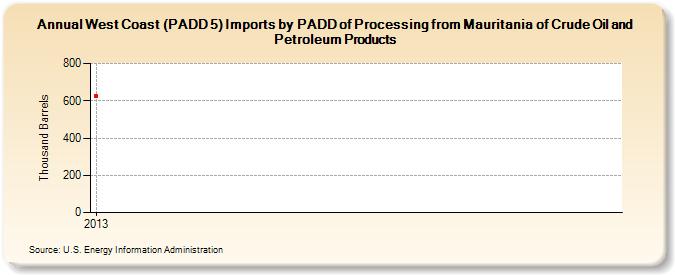 Annual West Coast (PADD 5) Imports by PADD of Processing from Mauritania of Crude Oil and
Petroleum Products
Thousand Barrels
800
600
400
200
0
2013
Source: U.S. Energy Information Administration